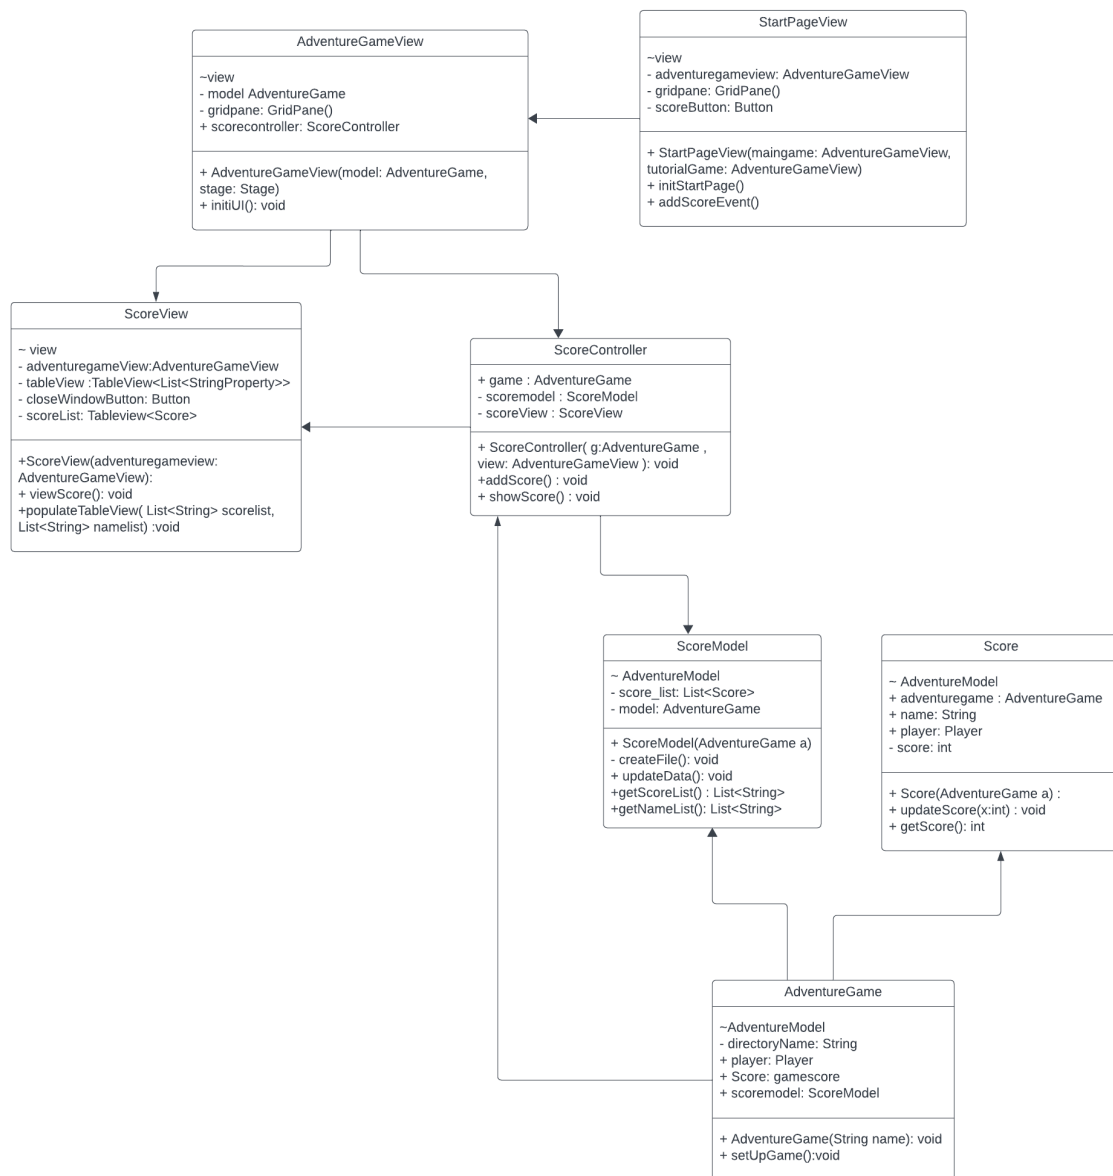 AdventureGameView
~view
- model AdventureGame
- gridpane: GridPane()
+ scorecontroller: ScoreController
+ AdventureGameView(model: AdventureGame,
stage: Stage)
+ initiUI(): void
StartPageView
~view
- adventuregameview: AdventureGameView
- gridpane: GridPane()
- scoreButton: Button
+ StartPageView(maingame: AdventureGameView,
tutorialGame: AdventureGameView)
+ initStartPage()
+ addScoreEvent()
ScoreView
~ view
- adventuregameView:AdventureGameView
- tableView :TableView<List<StringProperty>>
- closeWindowButton: Button
- scoreList: Tableview<Score>
+ScoreView(adventuregameview:
AdventureGameView):
+ viewScore(): void
+populateTableView( List<String> scorelist,
List<String> namelist) :void
ScoreController
+ game : AdventureGame
- scoremodel : ScoreModel
- scoreView : ScoreView
+ ScoreController( g:AdventureGame ,
view: AdventureGameView ): void
+addScore() : void
+ showScore() : void
ScoreModel
~ AdventureModel
- score_list: List<Score>
- model: AdventureGame
+ ScoreModel(AdventureGame a)
- createFile(): void
+ updateData(): void
+getScoreList() : List<String>
+getNameList(): List<String>
Score
~ AdventureModel
+ adventuregame : AdventureGame
+ name: String
+ player: Player
- score: int
+ Score(AdventureGame a) :
+ updateScore(x:int) : void
+ getScore(): int
AdventureGame
~AdventureModel
- directoryName: String
+ player: Player
+ Score: gamescore
+ scoremodel: ScoreModel
+ AdventureGame(String name): void
+ setUpGame():void